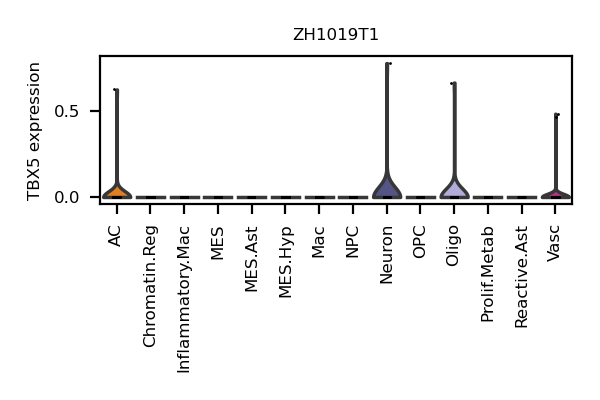 ZH1019T1
TBX5 expression
0.5
0.0
AC
Chromatin.Reg
Inflammatory.Mac
MES
MES.Ast
MES.Hyp
Mac
NPC
Neuron
OPC
Oligo
Prolif.Metab
Reactive.Ast
Vasc